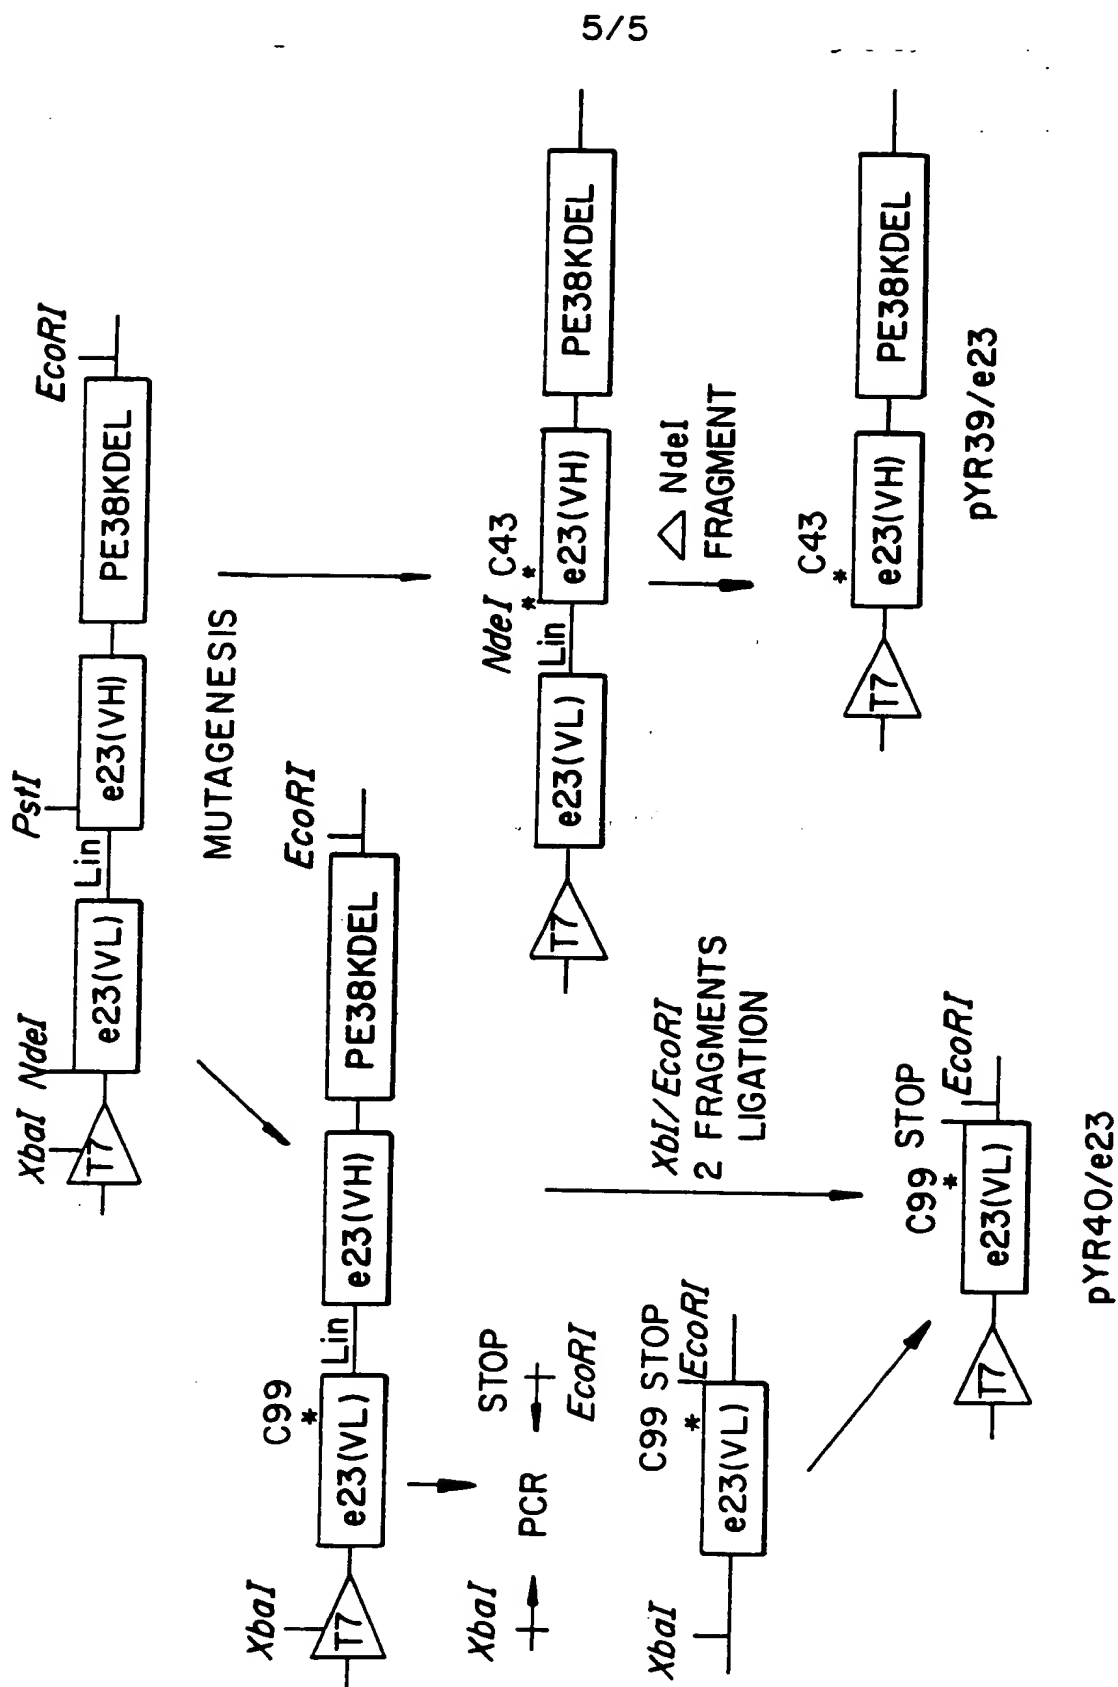 5/5
XbaI NdeI PstI EcoRI
T7 e23(VL) Lin e23(VH) PE38KDEL
MUTAGENESIS
XbaI C99 EcoRI
T7 e23(VL) Lin e23(VH) PE38KDEL
NdeI C43
* *
T7 e23(VL) Lin e23(VH) PE38KDEL
XbaI PCR STOP
EcoRI
△ NdeI
FRAGMENT
XbI/EcoRI
2 FRAGMENTS
LIGATION
XbaI C99 STOP
* EcoRI
e23(VL)
C43
*
T7 e23(VH) PE38KDEL
pYR39/e23
C99 STOP
* EcoRI
T7 e23(VL)
pYR40/e23